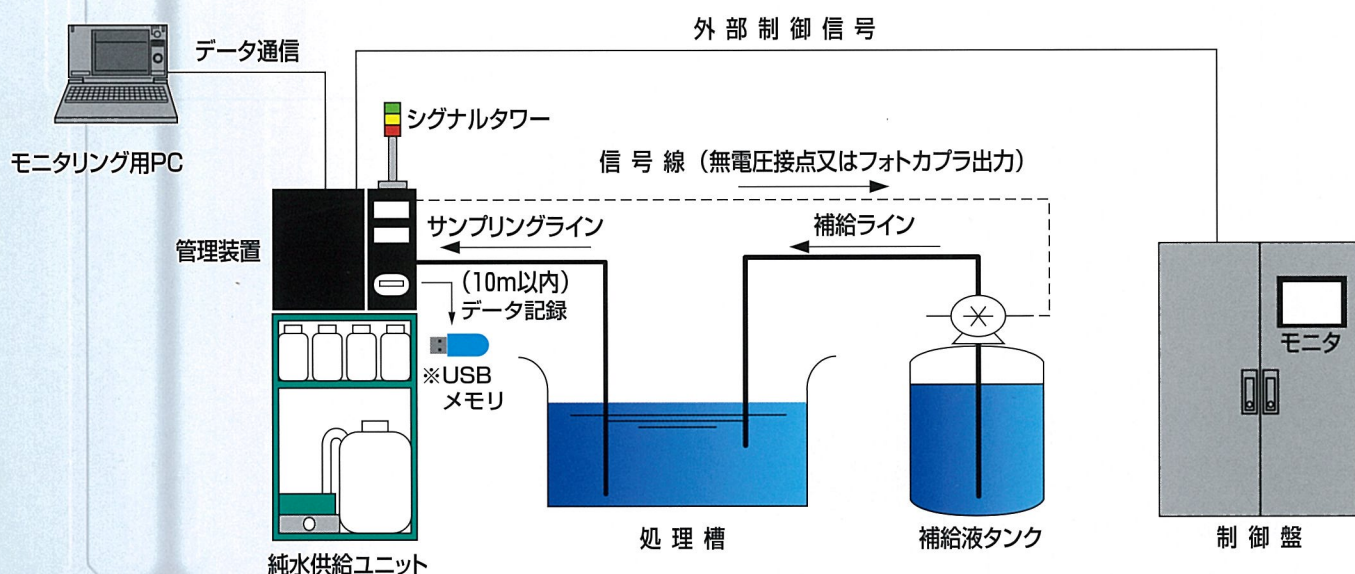 外部制御信号
データ通信
シグナルタワー
モニタリング用PC
信号線（無電圧接点又はフォトカプラ出力）
サンプリングライン
補給ライン
管理装置
（10m以内）
データ記録
モニタ
※USB
メモリ
処理槽
補給液タンク
制御盤
純水供給ユニット